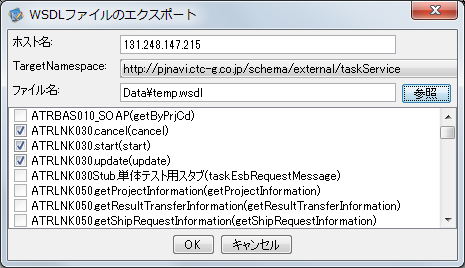 WSDLファイルのエクスポート
ホスト名: 131.248.147.215
TargetNamespace: http://pjnavi.ctc-g.co.jp/schema/external/taskService
ファイル名: Data¥temp.wsdl 参照
ATRBAS010_SOAP(getByPrjCd)
ATRLNK030.cancel(cancel)
ATRLNK030.start(start)
ATRLNK030.update(update)
ATRLNK030Stub.単体テスト用スタブ(taskEsbRequestMessage)
ATRLNK050.getProjectInformation(getProjectInformation)
ATRLNK050.getResultTransferInformation(getResultTransferInformation)
ATRLNK050.getShipRequestInformation(getShipRequestInformation)
OK キャンセル